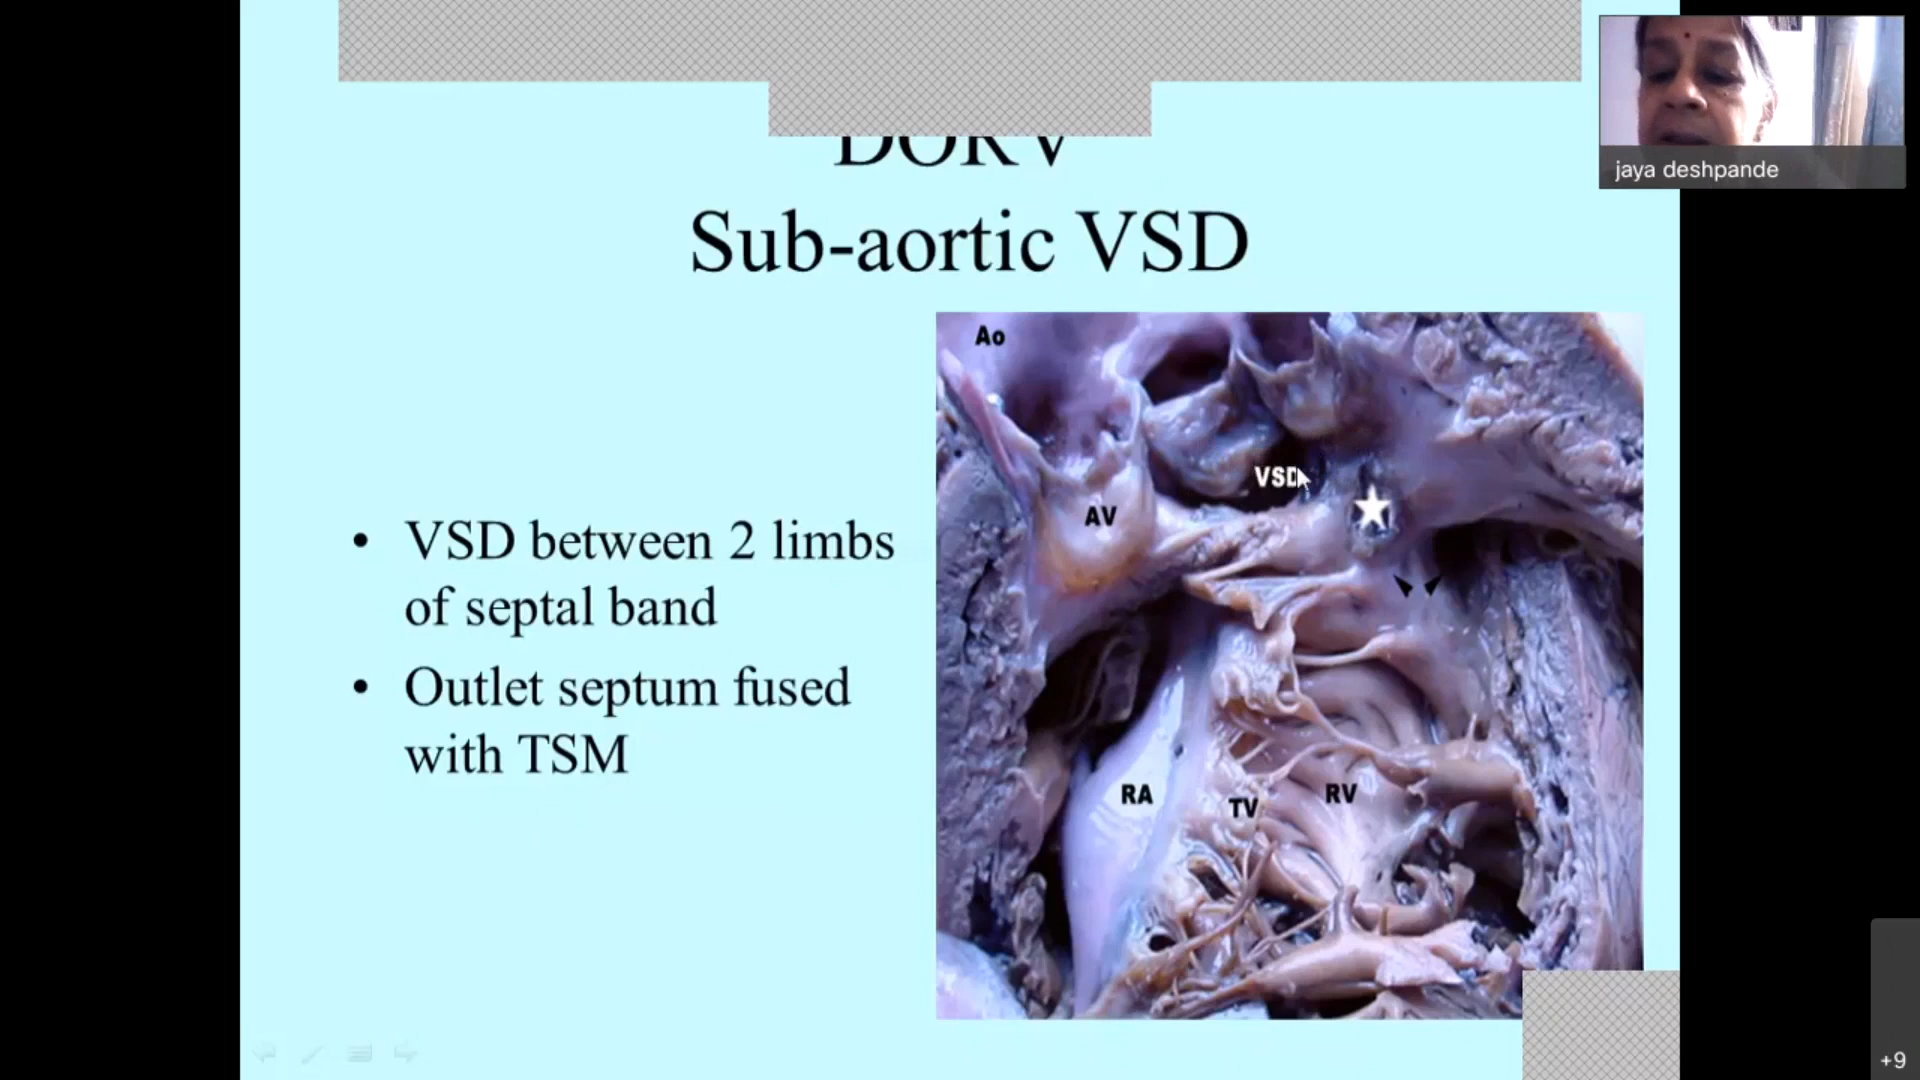 DORV
Sub-aortic VSD
jaya deshpande
• VSD between 2 limbs
of septal band
• Outlet septum fused
with TSM
Ao
VSD
AV
RA
TV
RV
+9